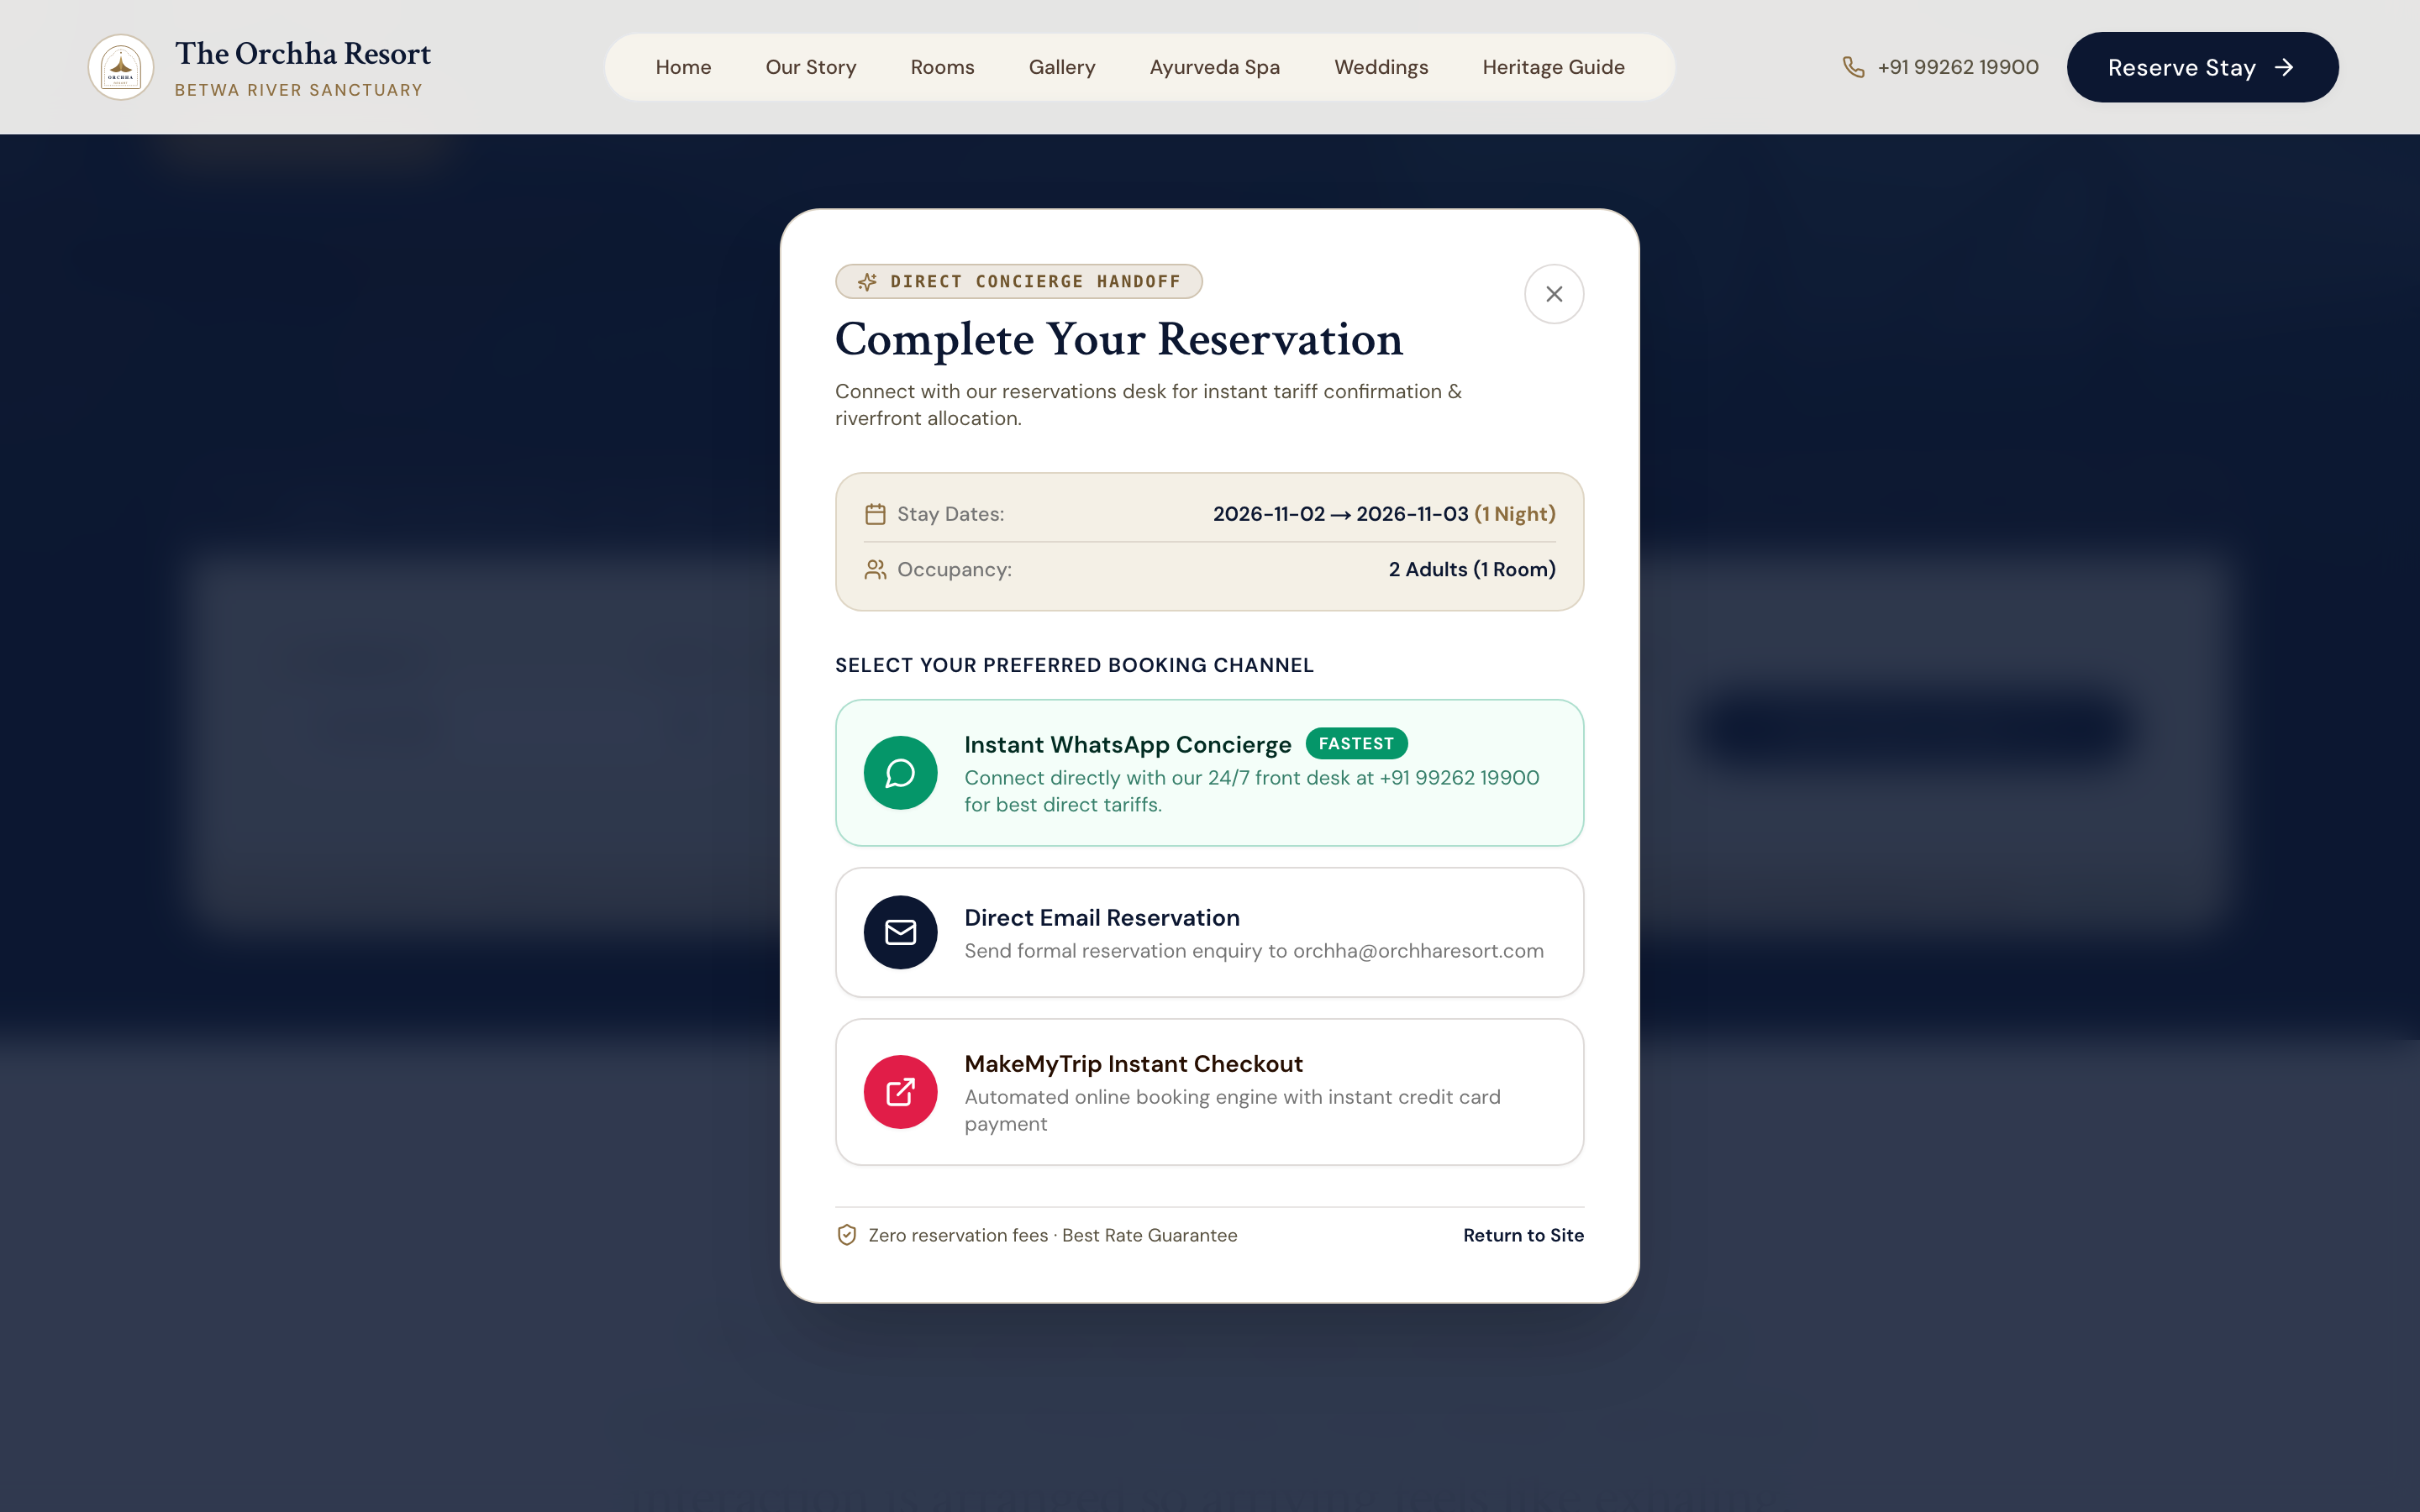 The Orchha Resort
BETWA RIVER SANCTUARY
ORCHHA
Home
Our Story
Rooms
Gallery
Ayurveda Spa
Weddings
Heritage Guide
+91 99262 19900
Reserve Stay
DIRECT CONCIERGE HANDOFF
Complete Your Reservation
Connect with our reservations desk for instant tariff confirmation &
riverfront allocation.
Stay Dates:
2026-11-02 → 2026-11-03 (1 Night)
Occupancy:
2 Adults (1 Room)
SELECT YOUR PREFERRED BOOKING CHANNEL
Instant WhatsApp Concierge
FASTEST
Connect directly with our 24/7 front desk at +91 99262 19900
for best direct tariffs.
Direct Email Reservation
Send formal reservation enquiry to orchha@orchharesort.com
MakeMyTrip Instant Checkout
Automated online booking engine with instant credit card
payment
Zero reservation fees · Best Rate Guarantee
Return to Site